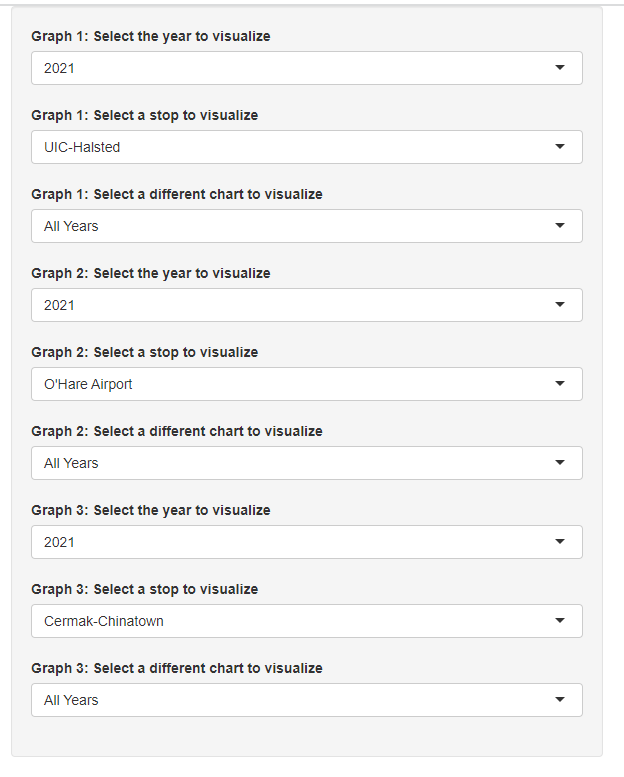 Graph 1: Select the year to visualize
2021
Graph 1: Select a stop to visualize
UIC-Halsted
Graph 1: Select a different chart to visualize
All Years
Graph 2: Select the year to visualize
2021
Graph 2: Select a stop to visualize
O'Hare Airport
Graph 2: Select a different chart to visualize
All Years
Graph 3: Select the year to visualize
2021
Graph 3: Select a stop to visualize
Cermak-Chinatown
Graph 3: Select a different chart to visualize
All Years